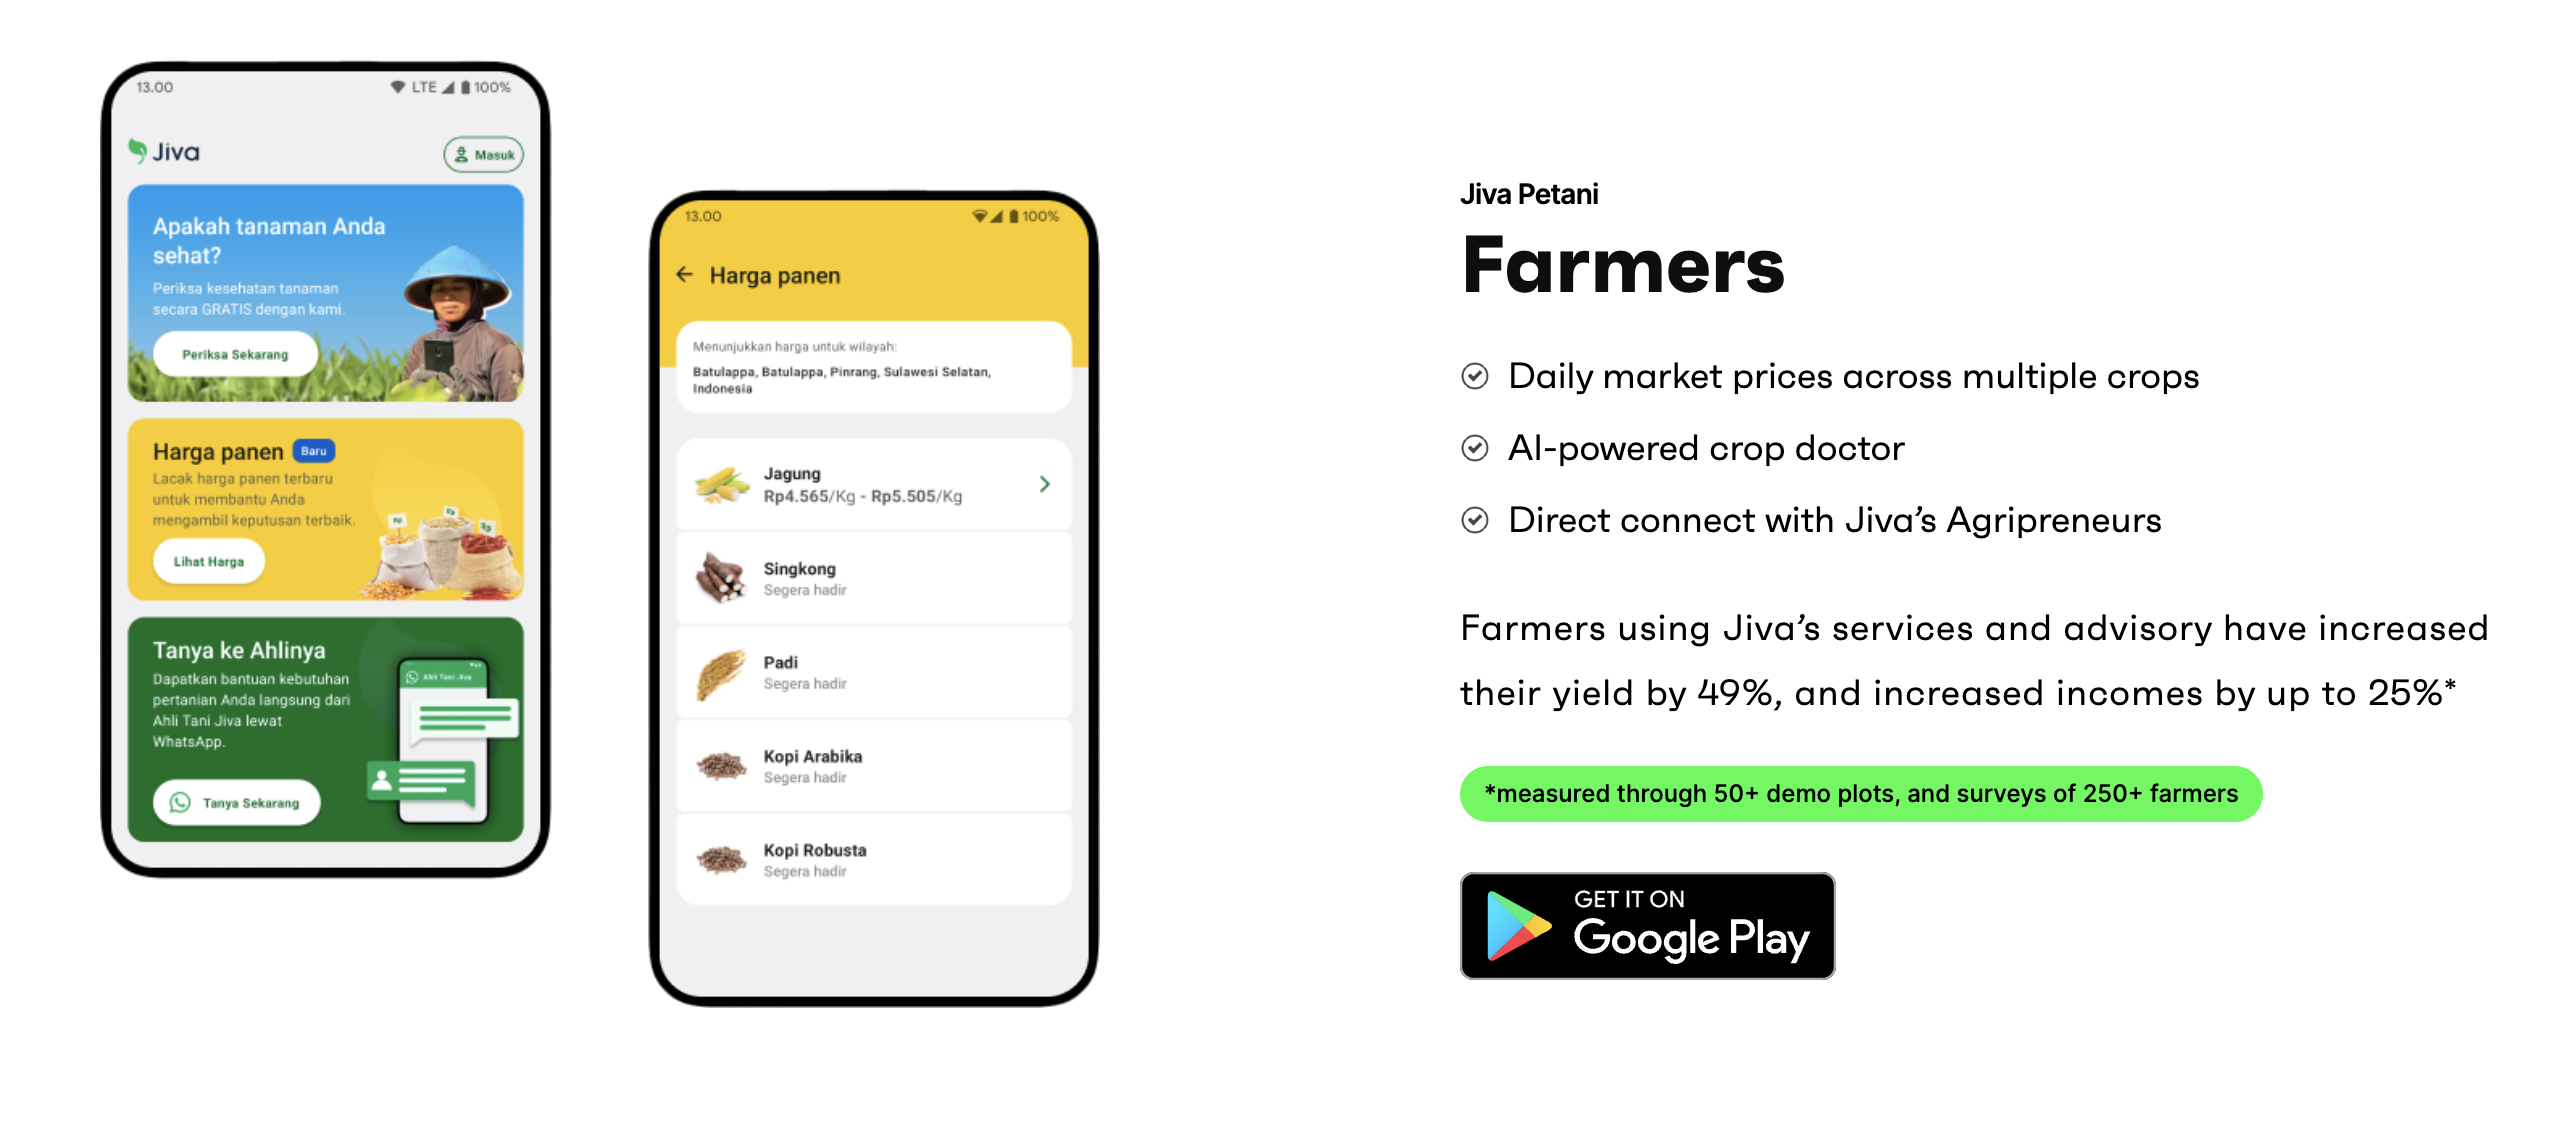 13.00
LTE 100%
Jiva
Masuk
Apakah tanaman Anda
sehat?
Periksa kesehatan tanaman
secara GRATIS dengan kami.
Periksa Sekarang
Harga panen Baru
Lacak harga panen terbaru
untuk membantu Anda
mengambil keputusan terbaik.
Rp Rp Rp
Lihat Harga
Tanya ke Ahlinya
Dapatkan bantuan kebutuhan
pertanian Anda langsung dari
Ahli Tani Jiva lewat
WhatsApp.
Ahli Tani Jiva
Tanya Sekarang
13.00
100%
Harga panen
Menunjukkan harga untuk wilayah:
Batulappa, Batulappa, Pinrang, Sulawesi Selatan,
Indonesia
Jagung
Rp4.565/Kg - Rp5.505/Kg
Singkong
Segera hadir
Padi
Segera hadir
Kopi Arabika
Segera hadir
Kopi Robusta
Segera hadir
Jiva Petani
Farmers
Daily market prices across multiple crops
AI-powered crop doctor
Direct connect with Jiva’s Agripreneurs
Farmers using Jiva’s services and advisory have increased
their yield by 49%, and increased incomes by up to 25%*
*measured through 50+ demo plots, and surveys of 250+ farmers
GET IT ON
Google Play